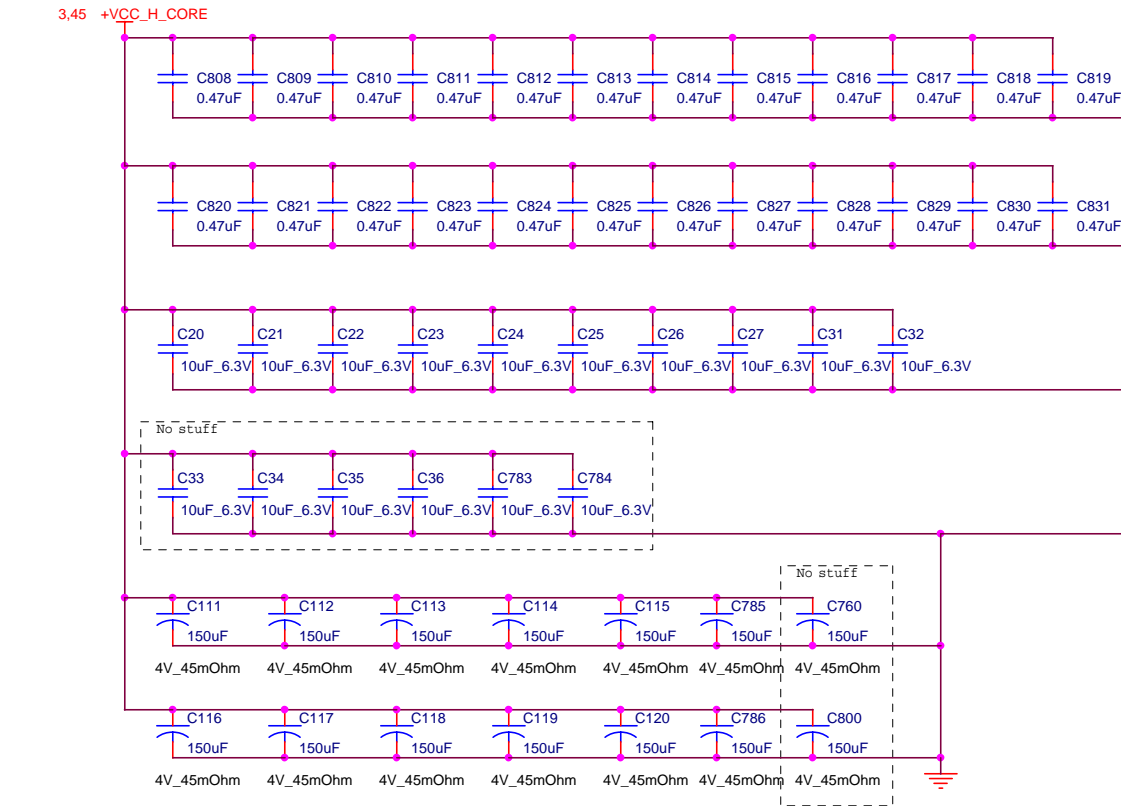 3,45 +VCC_H_CORE
C808 C809 C810 C811 C812 C813 C814 C815 C816 C817 C818 C819
0.47uF 0.47uF 0.47uF 0.47uF 0.47uF 0.47uF 0.47uF 0.47uF 0.47uF 0.47uF 0.47uF 0.47uF
C820 C821 C822 C823 C824 C825 C826 C827 C828 C829 C830 C831
0.47uF 0.47uF 0.47uF 0.47uF 0.47uF 0.47uF 0.47uF 0.47uF 0.47uF 0.47uF 0.47uF 0.47uF
C20 C21 C22 C23 C24 C25 C26 C27 C31 C32
10uF_6.3V 10uF_6.3V 10uF_6.3V 10uF_6.3V 10uF_6.3V 10uF_6.3V 10uF_6.3V 10uF_6.3V 10uF_6.3V 10uF_6.3V
No stuff
C33 C34 C35 C36 C783 C784
10uF_6.3V 10uF_6.3V 10uF_6.3V 10uF_6.3V 10uF_6.3V 10uF_6.3V
No stuff
C111 C112 C113 C114 C115 C785 C760
150uF 150uF 150uF 150uF 150uF 150uF 150uF
4V_45mOhm 4V_45mOhm 4V_45mOhm 4V_45mOhm 4V_45mOhm 4V_45mOhm 4V_45mOhm
C116 C117 C118 C119 C120 C786 C800
150uF 150uF 150uF 150uF 150uF 150uF 150uF
4V_45mOhm 4V_45mOhm 4V_45mOhm 4V_45mOhm 4V_45mOhm 4V_45mOhm 4V_45mOhm